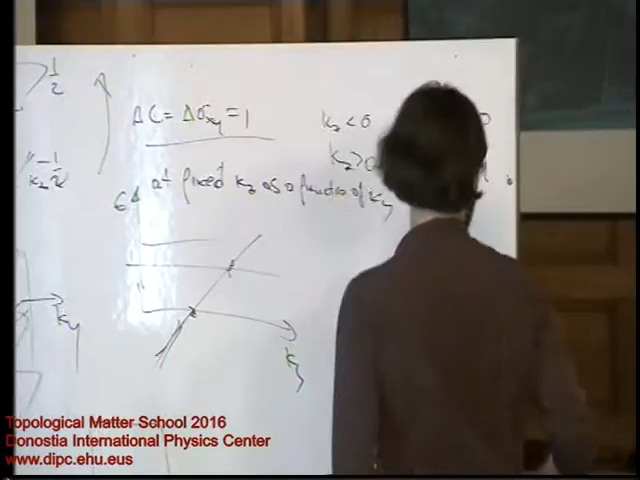 1/2
ΔC = Δσxy = 1
kz < 0
kz > 0
-1/2
kz
at fixed kz as a function of ky
ky
ky
Topological Matter School 2016
Donostia International Physics Center
www.dipc.ehu.eus